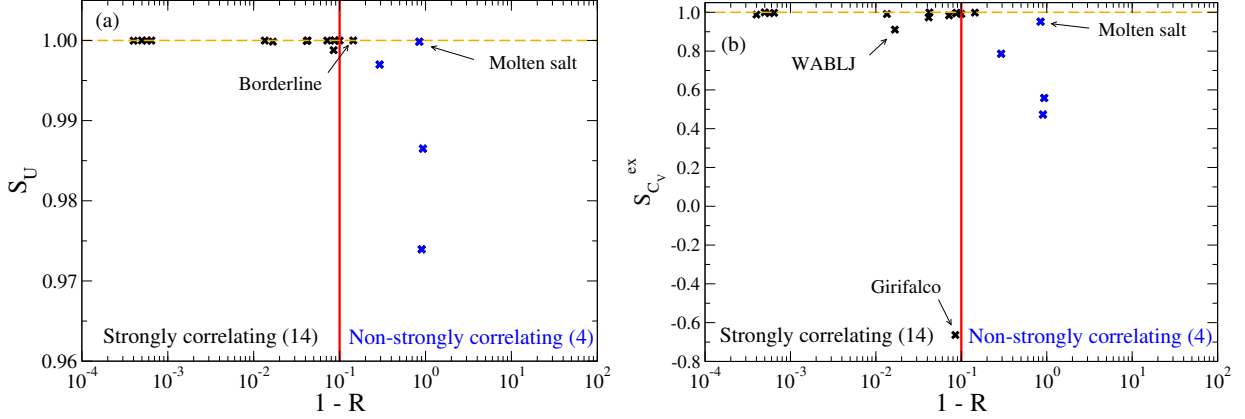 (a)
1.00
0.99
0.98
0.97
0.96
S_U
Borderline
Molten salt
Strongly correlating (14)
Non-strongly correlating (4)
10^-4
10^-3
10^-2
10^-1
10^0
10^1
10^2
1 - R
(b)
1.0
0.8
0.6
0.4
0.2
0.0
-0.2
-0.4
-0.6
-0.8
S_{C_V}^{ex}
WABLJ
Molten salt
Girifalco
Strongly correlating (14)
Non-strongly correlating (4)
10^-4
10^-3
10^-2
10^-1
10^0
10^1
10^2
1 - R